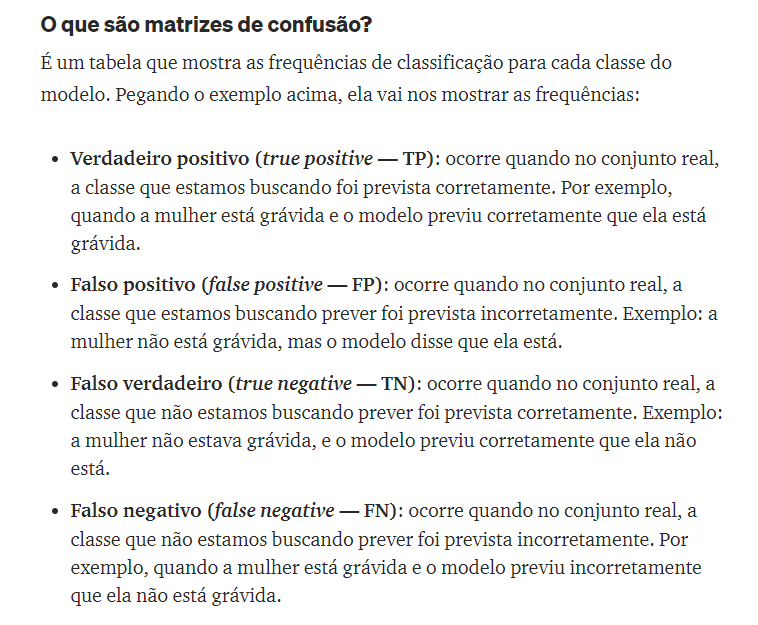 O que são matrizes de confusão?
É um tabela que mostra as frequências de classificação para cada classe do
modelo. Pegando o exemplo acima, ela vai nos mostrar as frequências:
• Verdadeiro positivo (true positive — TP): ocorre quando no conjunto real,
a classe que estamos buscando foi prevista corretamente. Por exemplo,
quando a mulher está grávida e o modelo previu corretamente que ela está
grávida.
• Falso positivo (false positive — FP): ocorre quando no conjunto real, a
classe que estamos buscando prever foi prevista incorretamente. Exemplo: a
mulher não está grávida, mas o modelo disse que ela está.
• Falso verdadeiro (true negative — TN): ocorre quando no conjunto real, a
classe que não estamos buscando prever foi prevista corretamente. Exemplo:
a mulher não estava grávida, e o modelo previu corretamente que ela não
está.
• Falso negativo (false negative — FN): ocorre quando no conjunto real, a
classe que não estamos buscando prever foi prevista incorretamente. Por
exemplo, quando a mulher está grávida e o modelo previu incorretamente
que ela não está grávida.